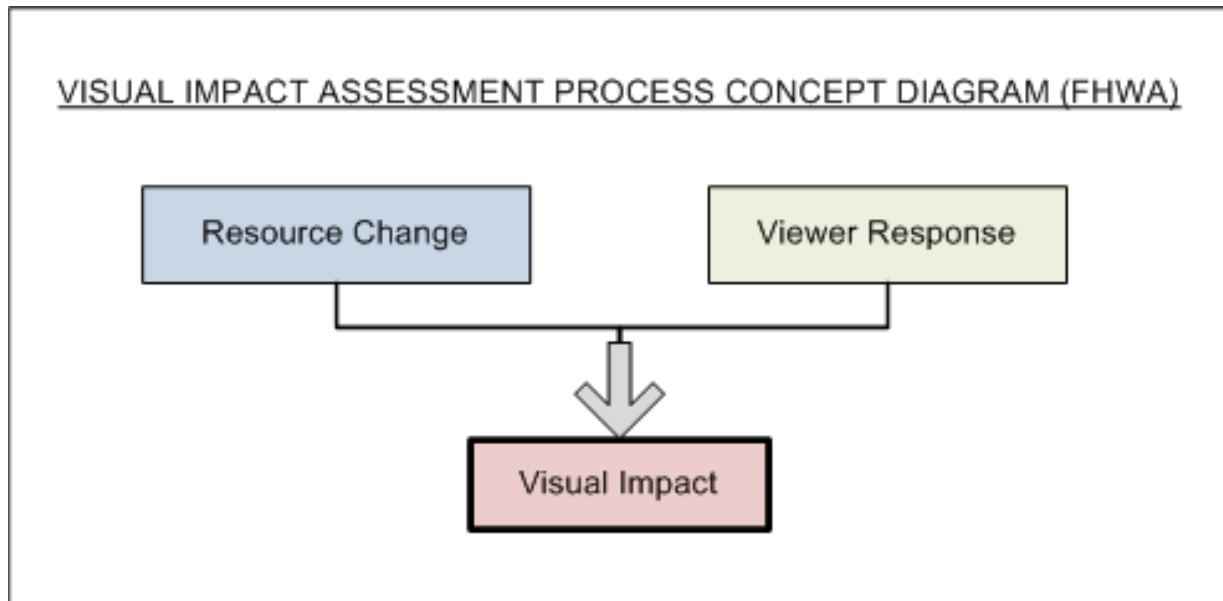 VISUAL IMPACT ASSESSMENT PROCESS CONCEPT DIAGRAM (FHWA)
Resource Change
Viewer Response
Visual Impact